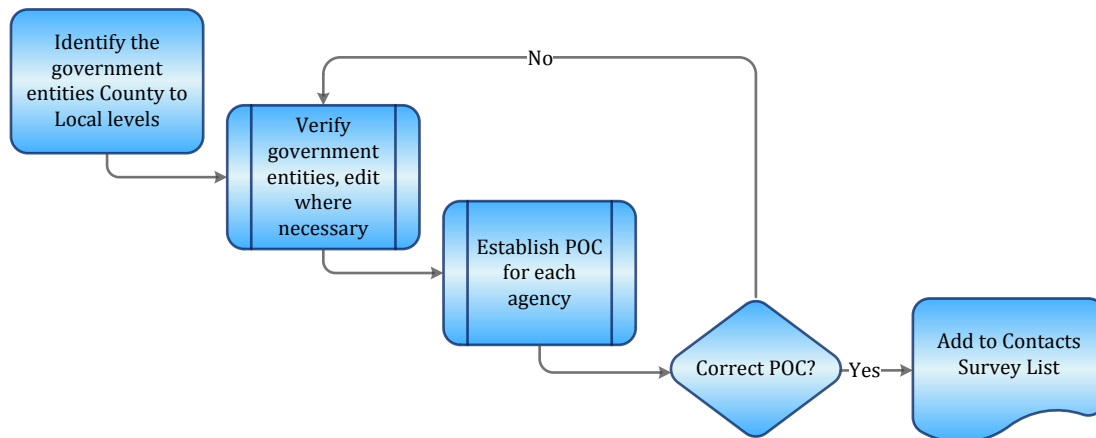 Identify the
government
entities County to
Local levels
No
Verify
government
entities, edit
where
necessary
Establish POC
for each
agency
Correct POC?
Yes
Add to Contacts
Survey List